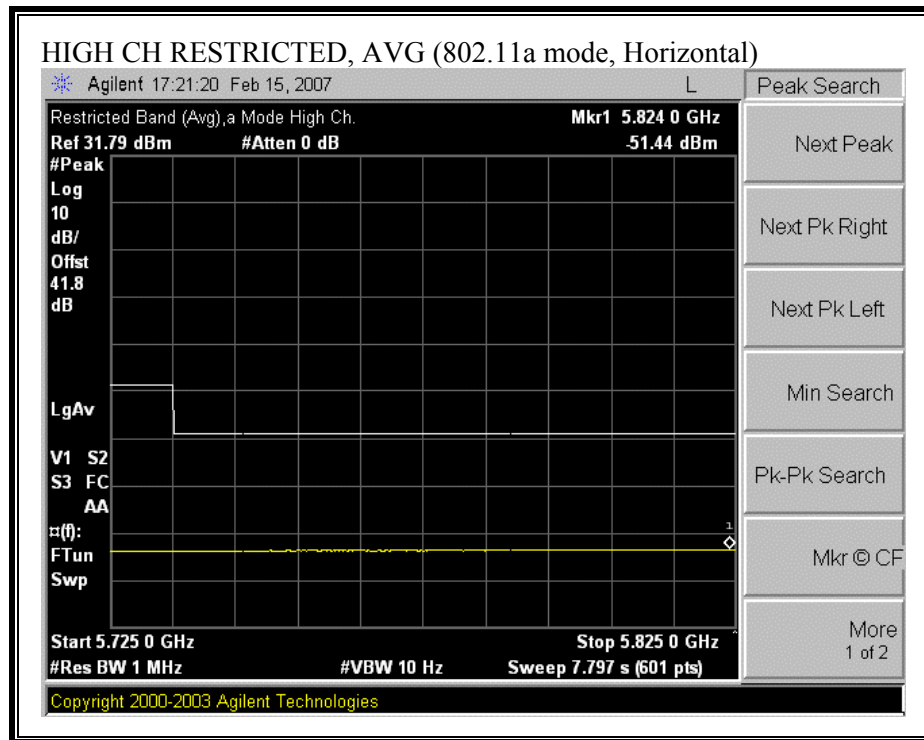 HIGH CH RESTRICTED, AVG (802.11a mode, Horizontal)
Agilent 17:21:20 Feb 15, 2007 L
Peak Search
Restricted Band (Avg),a Mode High Ch. Mkr1 5.824 0 GHz
Ref 31.79 dBm #Atten 0 dB -51.44 dBm
#Peak
Log
10
dB/
Offst
41.8
dB
LgAv
V1 S2
S3 FC
AA
¤(f):
FTun
Swp
1
Start 5.725 0 GHz Stop 5.825 0 GHz ^
#Res BW 1 MHz #VBW 10 Hz Sweep 7.797 s (601 pts)
Copyright 2000-2003 Agilent Technologies
Next Peak
Next Pk Right
Next Pk Left
Min Search
Pk-Pk Search
Mkr © CF
More
1 of 2